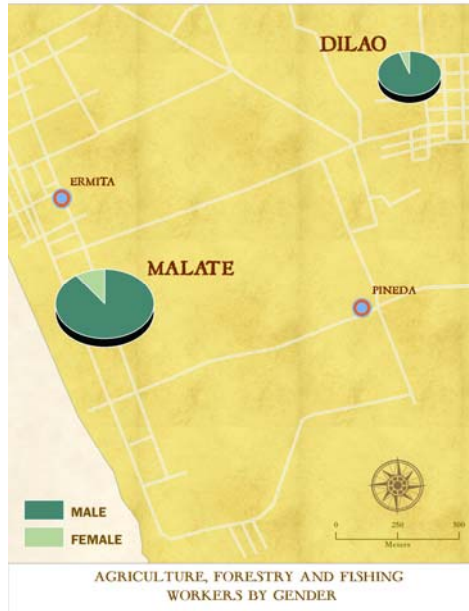 DILAO
ERMITA
MALATE
PINEDA
MALE
FEMALE
0 250 500
Meters
AGRICULTURE, FORESTRY AND FISHING
WORKERS BY GENDER